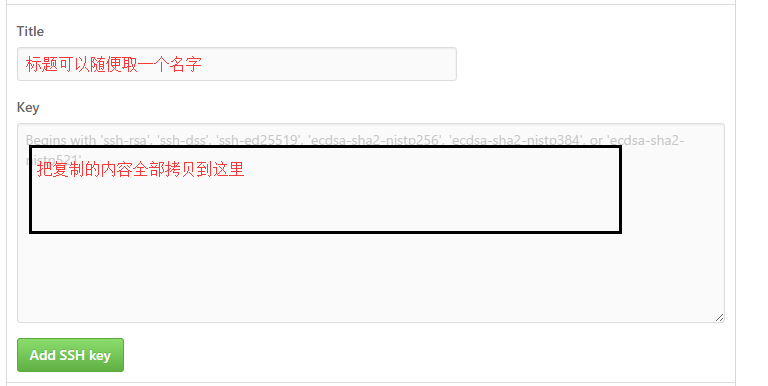 Title
标题可以随便取一个名字
Key
Begins with 'ssh-rsa', 'ssh-dss', 'ssh-ed25519', 'ecdsa-sha2-nistp256', 'ecdsa-sha2-nistp384', or 'ecdsa-sha2-
nistp521'
把复制的内容全部拷贝到这里
Add SSH key